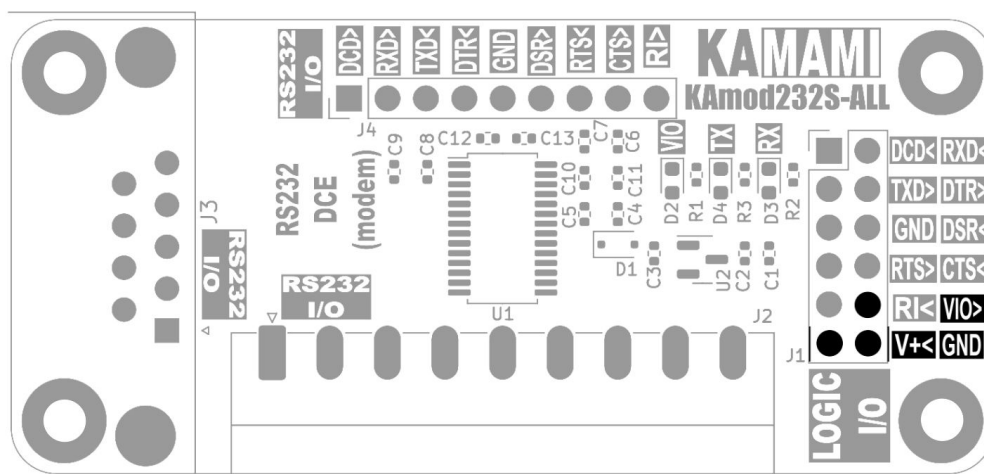 RS232
I/O
DCD> RXD> TXD< DTR< GND DSR> RTS< CTS> RI>
KAMAMI
KAmod232S-ALL
J4
C9
C8
C12
C13
C7
C6
VIO
TX
RX
DCD< RXD<
RS232
DCE
(modem)
C10
C11
C5
C4
D2
R1
D4
R3
D3
R2
TXD> DTR>
J3
RS232
I/O
GND DSR<
D1
C3
U2
C2
C1
RTS> CTS<
RS232
I/O
U1
J2
RI< VIO>
J1
V+< GND
LOGIC
I/O